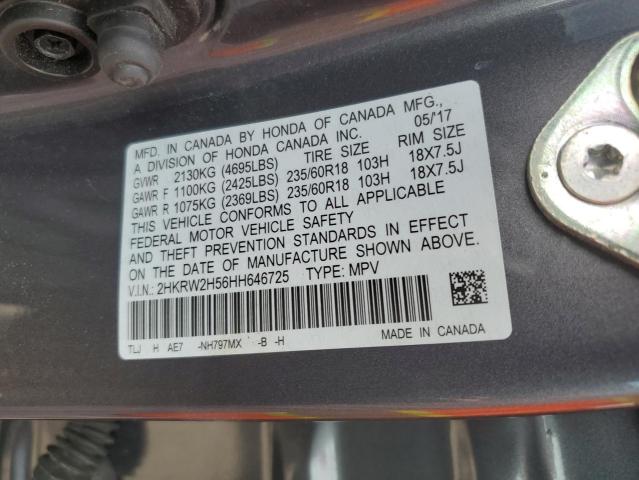 MFD. IN CANADA BY HONDA OF CANADA MFG.,
A DIVISION OF HONDA CANADA INC. 05/'17
GVWR 2130KG (4695LBS) TIRE SIZE RIM SIZE
GAWR F 1100KG (2425LBS) 235/60R18 103H 18X7.5J
GAWR R 1075KG (2369LBS) 235/60R18 103H 18X7.5J
THIS VEHICLE CONFORMS TO ALL APPLICABLE
FEDERAL MOTOR VEHICLE SAFETY
AND THEFT PREVENTION STANDARDS IN EFFECT
ON THE DATE OF MANUFACTURE SHOWN ABOVE.
V.I.N.: 2HKRW2H56HH646725 TYPE: MPV
TLJ H AE7 -NH797MX -B -H
MADE IN CANADA